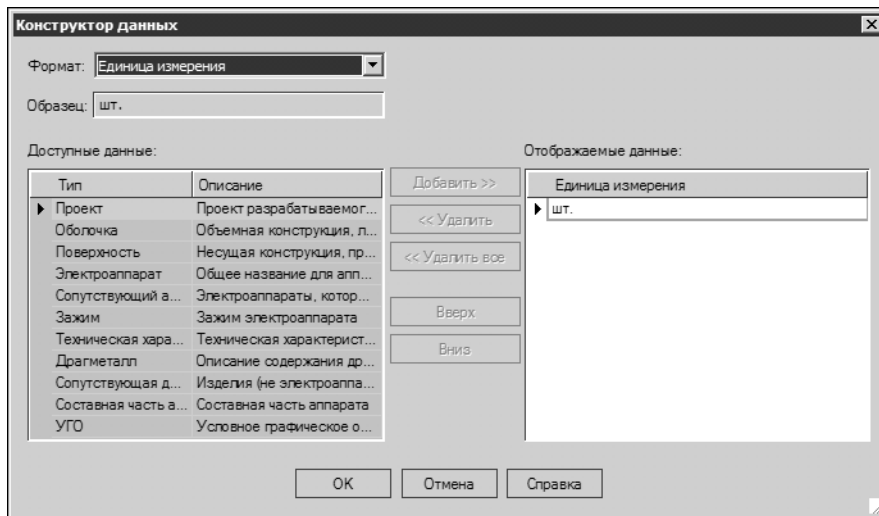 Конструктор данных
Формат: Единица измерения
Образец: шт.
Доступные данные:
Отображаемые данные:
Тип Описание
Проект Проект разрабатываемог...
Оболочка Объемная конструкция, л...
Поверхность Несущая конструкция, пр...
Электроаппарат Общее название для апп...
Сопутствующий а... Электроаппараты, котор...
Зажим Зажим электроаппарата
Техническая хара... Техническая характерист...
Драгметалл Описание содержания др...
Сопутствующая д... Изделия (не электроаппа...
Составная часть а... Составная часть аппарата
УГО Условное графическое о...
Добавить >>
<< Удалить
<< Удалить все
Вверх
Вниз
Единица измерения
шт.
OK Отмена Справка